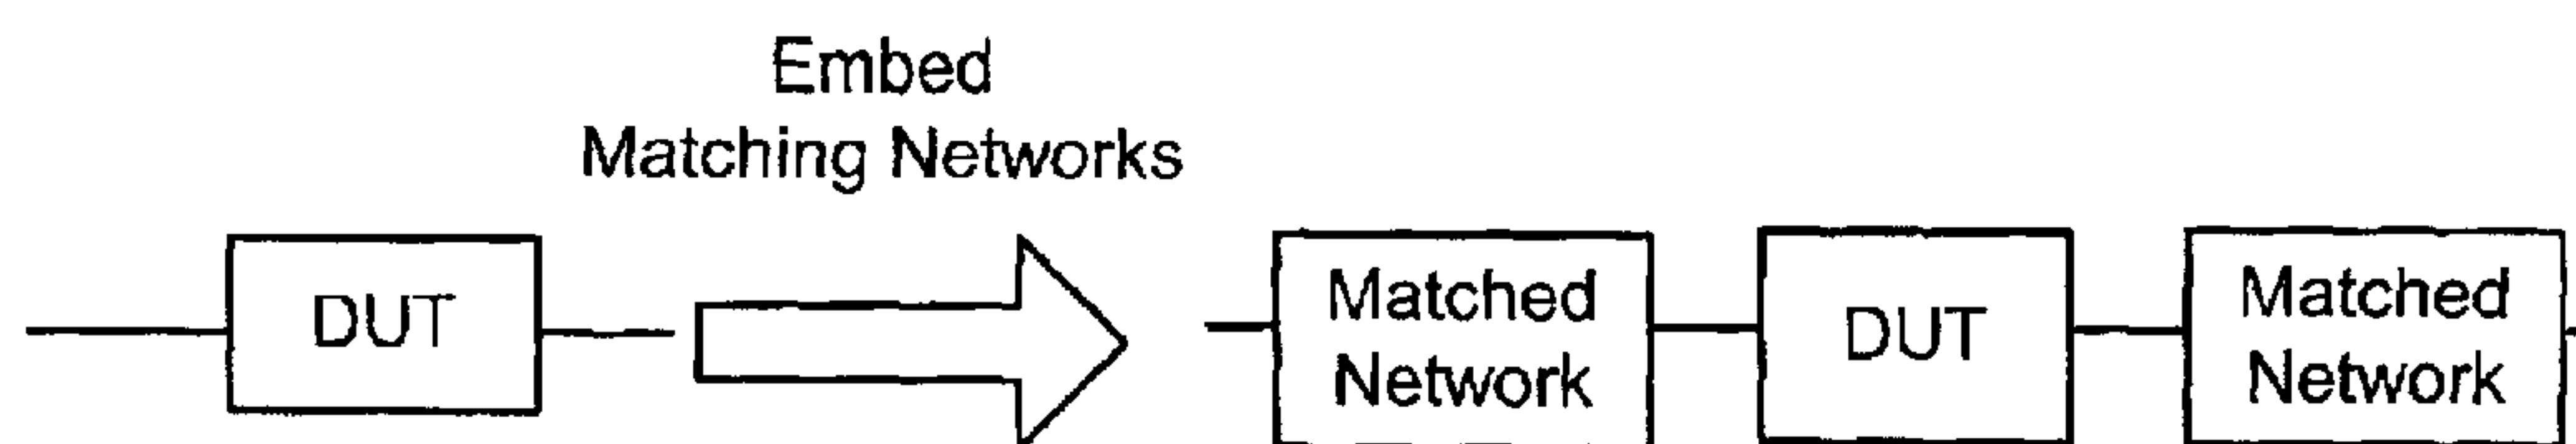 Embed
Matching Networks
DUT
Matched
Network
DUT
Matched
Network